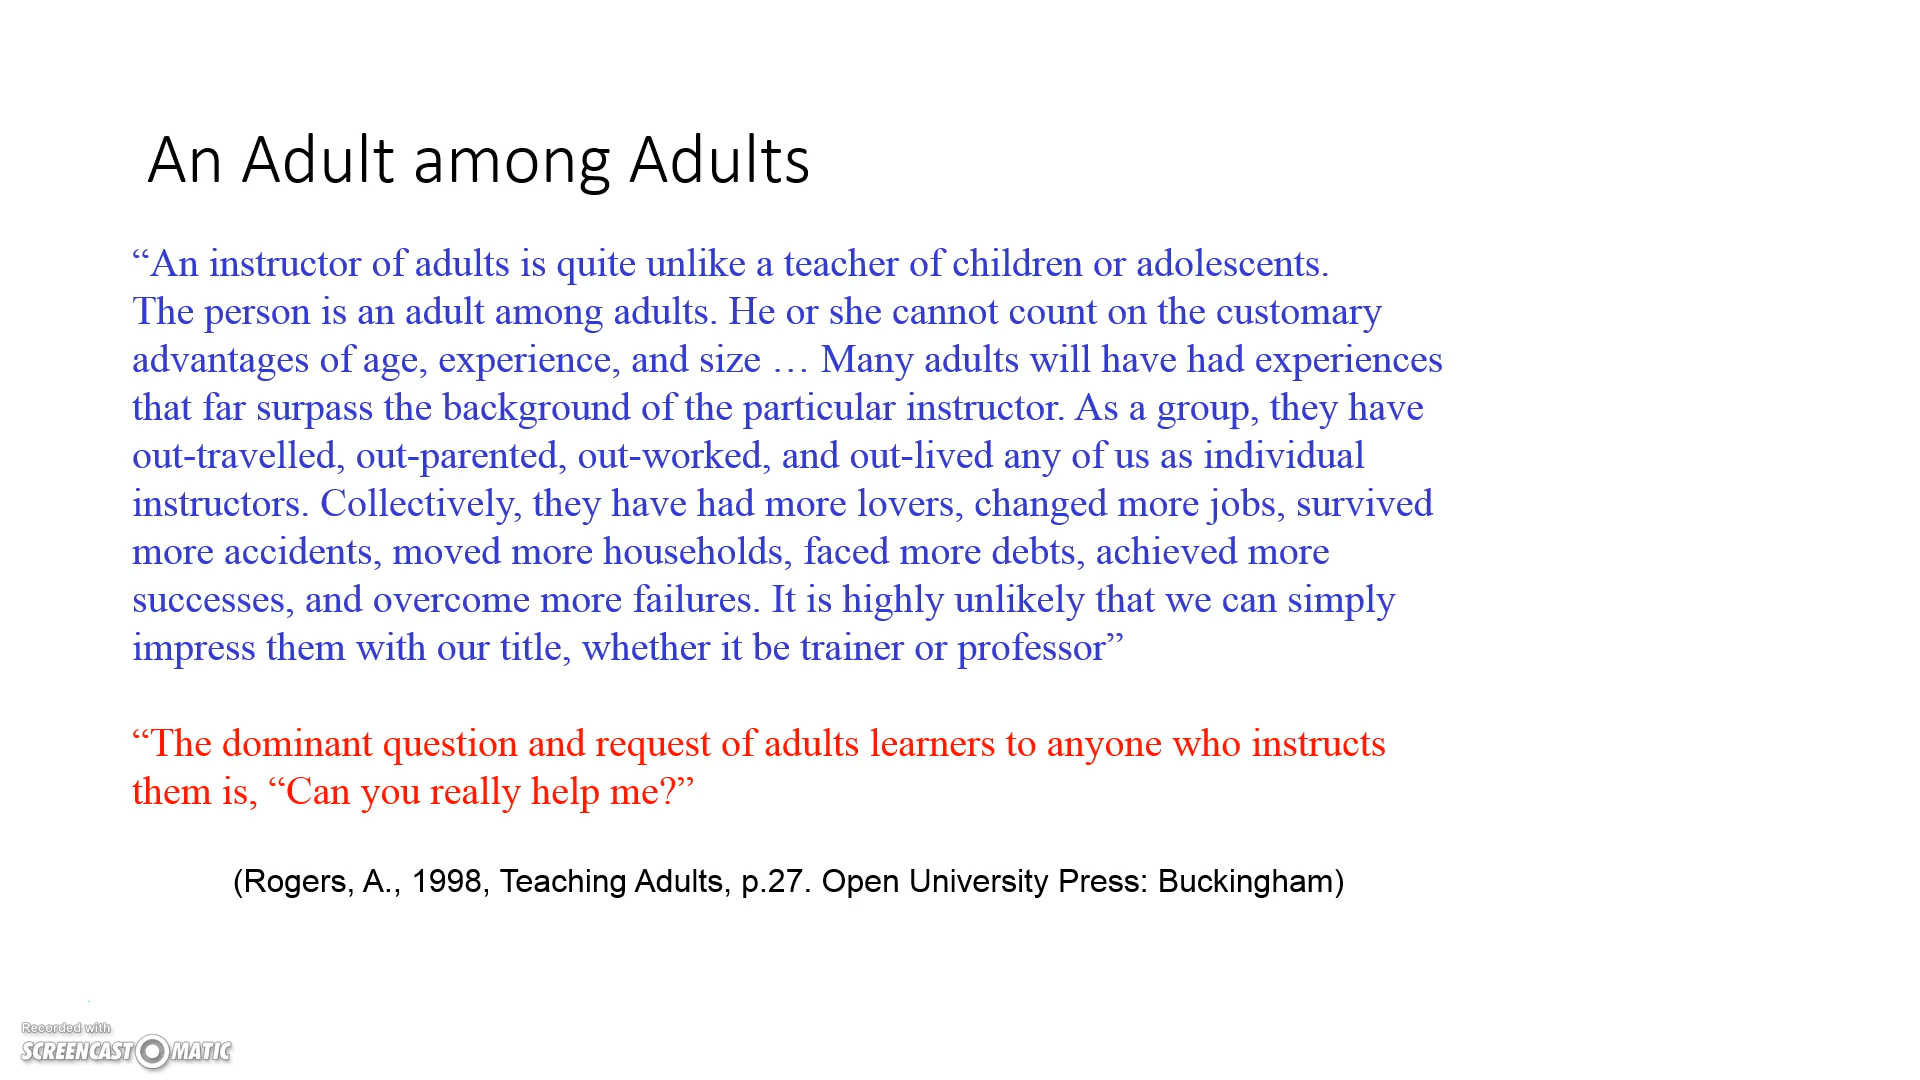 An Adult among Adults
“An instructor of adults is quite unlike a teacher of children or adolescents.
The person is an adult among adults. He or she cannot count on the customary
advantages of age, experience, and size … Many adults will have had experiences
that far surpass the background of the particular instructor. As a group, they have
out-travelled, out-parented, out-worked, and out-lived any of us as individual
instructors. Collectively, they have had more lovers, changed more jobs, survived
more accidents, moved more households, faced more debts, achieved more
successes, and overcome more failures. It is highly unlikely that we can simply
impress them with our title, whether it be trainer or professor”
“The dominant question and request of adults learners to anyone who instructs
them is, “Can you really help me?”
(Rogers, A., 1998, Teaching Adults, p.27. Open University Press: Buckingham)
Recorded with
SCREENCAST MATIC